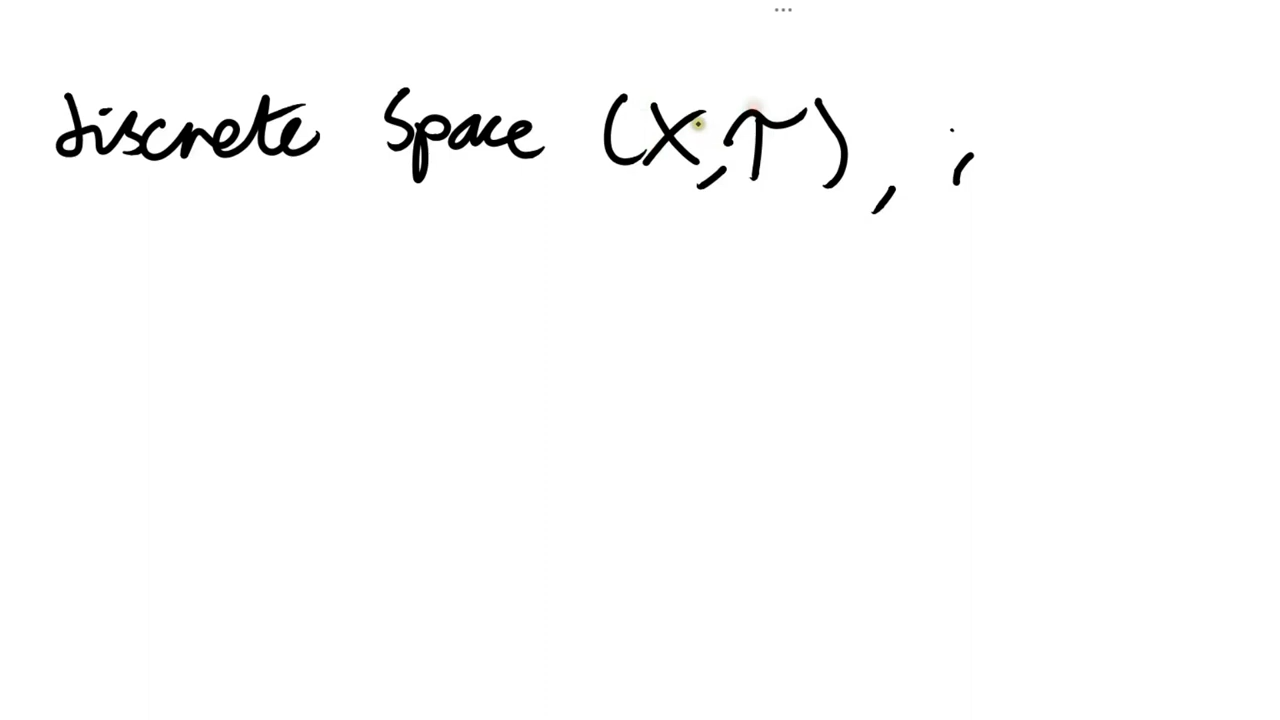 discrete Space (X,τ), i